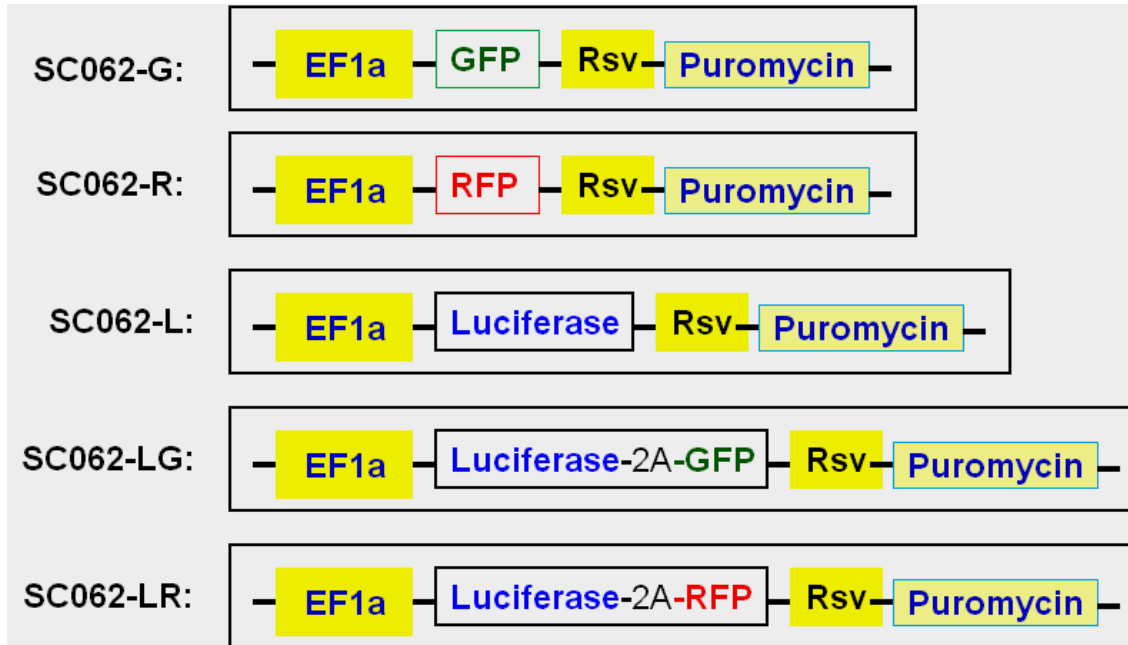 SC062-G: EF1a GFP Rsv Puromycin
SC062-R: EF1a RFP Rsv Puromycin
SC062-L: EF1a Luciferase Rsv Puromycin
SC062-LG: EF1a Luciferase-2A-GFP Rsv Puromycin
SC062-LR: EF1a Luciferase-2A-RFP Rsv Puromycin